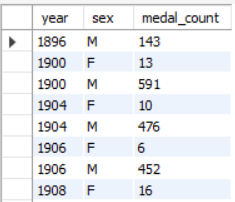 year sex medal_count
1896 M 143
1900 F 13
1900 M 591
1904 F 10
1904 M 476
1906 F 6
1906 M 452
1908 F 16